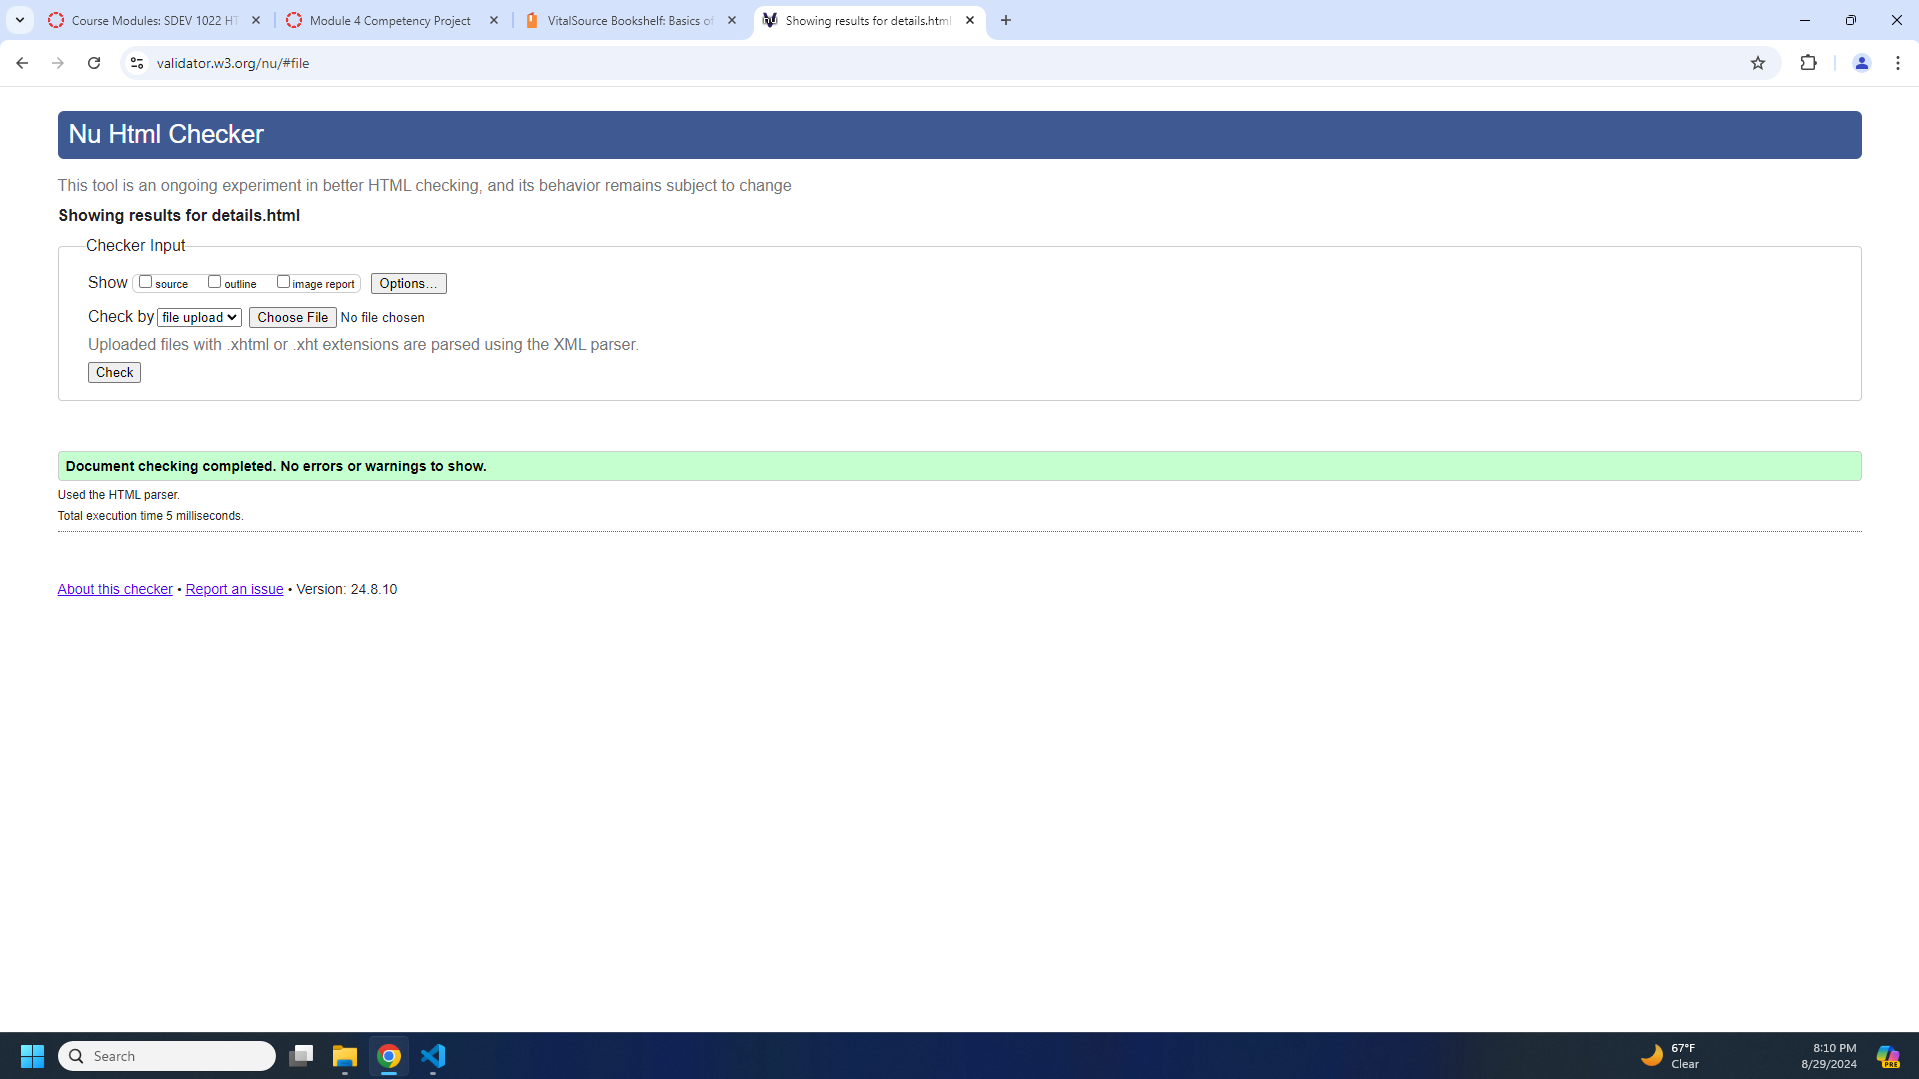 Course Modules: SDEV 1022 HT
Module 4 Competency Project
VitalSource Bookshelf: Basics of
Showing results for details.html
validator.w3.org/nu/#file
Nu Html Checker
This tool is an ongoing experiment in better HTML checking, and its behavior remains subject to change
Showing results for details.html
Checker Input
Show source outline image report Options...
Check by file upload Choose File No file chosen
Uploaded files with .xhtml or .xht extensions are parsed using the XML parser.
Check
Document checking completed. No errors or warnings to show.
Used the HTML parser.
Total execution time 5 milliseconds.
About this checker • Report an issue • Version: 24.8.10
Search
67°F
Clear
8:10 PM
8/29/2024
PRE